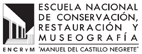 ESCUELA NACIONAL
DE CONSERVACIÓN,
RESTAURACIÓN Y
MUSEOGRAFÍA
ENCRyM "MANUEL DEL CASTILLO NEGRETE"